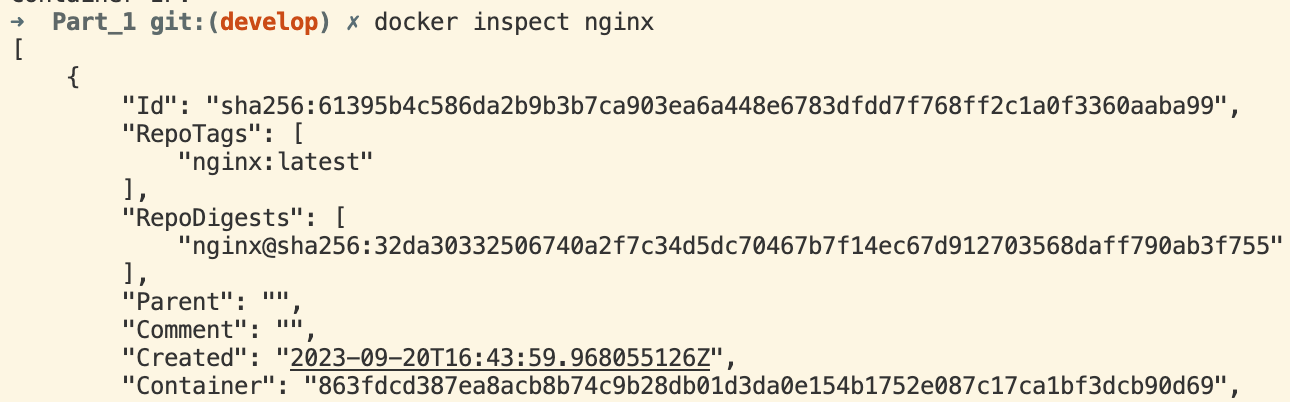 ➜  Part_1 git:(develop) ✗ docker inspect nginx
[
    {
        "Id": "sha256:61395b4c586da2b9b3b7ca903ea6a448e6783dfdd7f768ff2c1a0f3360aaba99",
        "RepoTags": [
            "nginx:latest"
        ],
        "RepoDigests": [
            "nginx@sha256:32da30332506740a2f7c34d5dc70467b7f14ec67d912703568daff790ab3f755"
        ],
        "Parent": "",
        "Comment": "",
        "Created": "2023-09-20T16:43:59.968055126Z",
        "Container": "863fdcd387ea8acb8b74c9b28db01d3da0e154b1752e087c17ca1bf3dcb90d69",